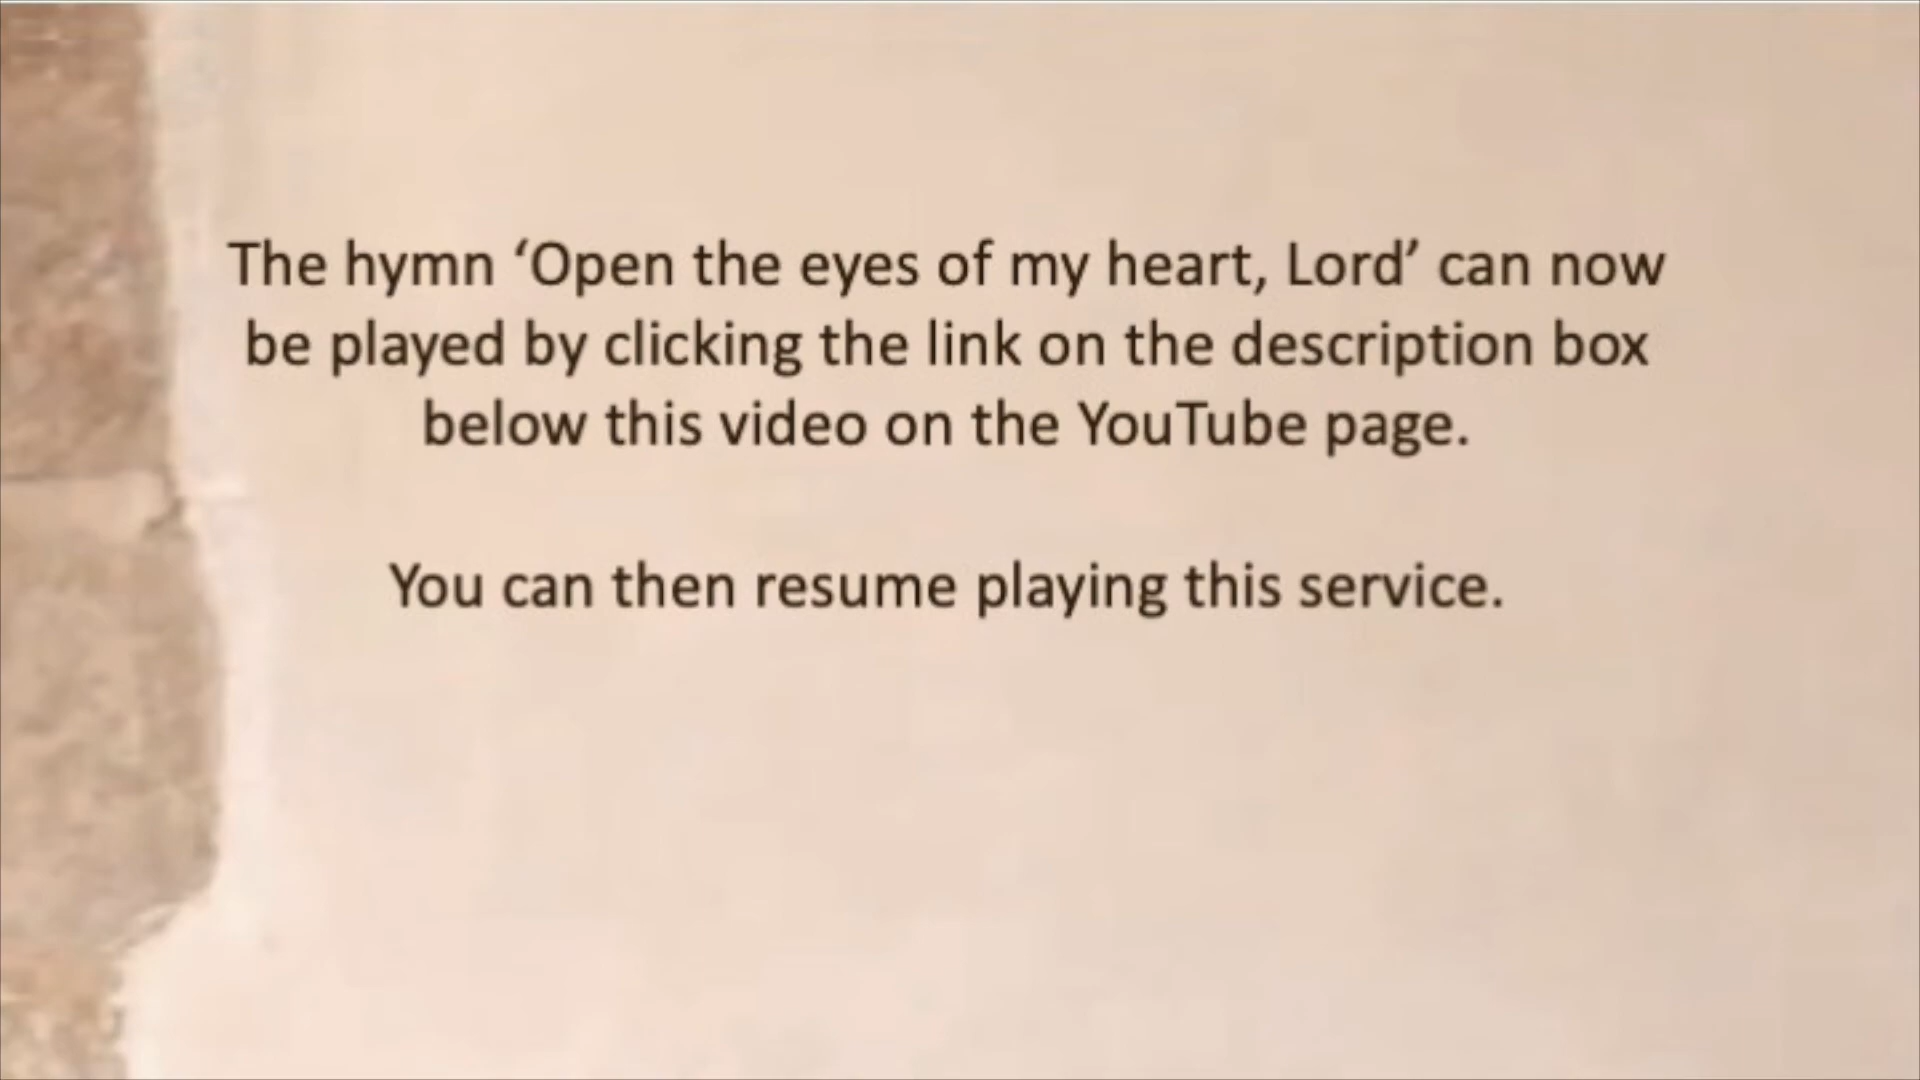 The hymn ‘Open the eyes of my heart, Lord’ can now
be played by clicking the link on the description box
below this video on the YouTube page.
You can then resume playing this service.